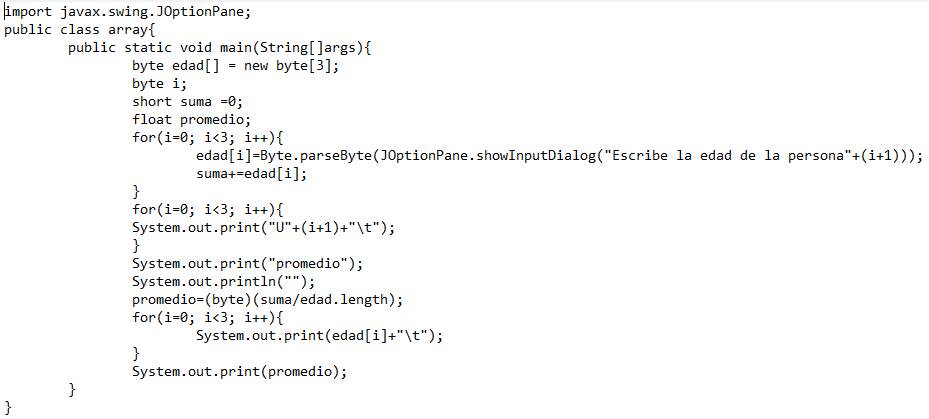 import javax.swing.JOptionPane;
public class array{
public static void main(String[]args){
byte edad[] = new byte[3];
byte i;
short suma =0;
float promedio;
for(i=0; i<3; i++){
edad[i]=Byte.parseByte(JOptionPane.showInputDialog("Escribe la edad de la persona"+(i+1)));
suma+=edad[i];
}
for(i=0; i<3; i++){
System.out.print("U"+(i+1)+"\t");
}
System.out.print("promedio");
System.out.println("");
promedio=(byte)(suma/edad.length);
for(i=0; i<3; i++){
System.out.print(edad[i]+"\t");
}
System.out.print(promedio);
}
}